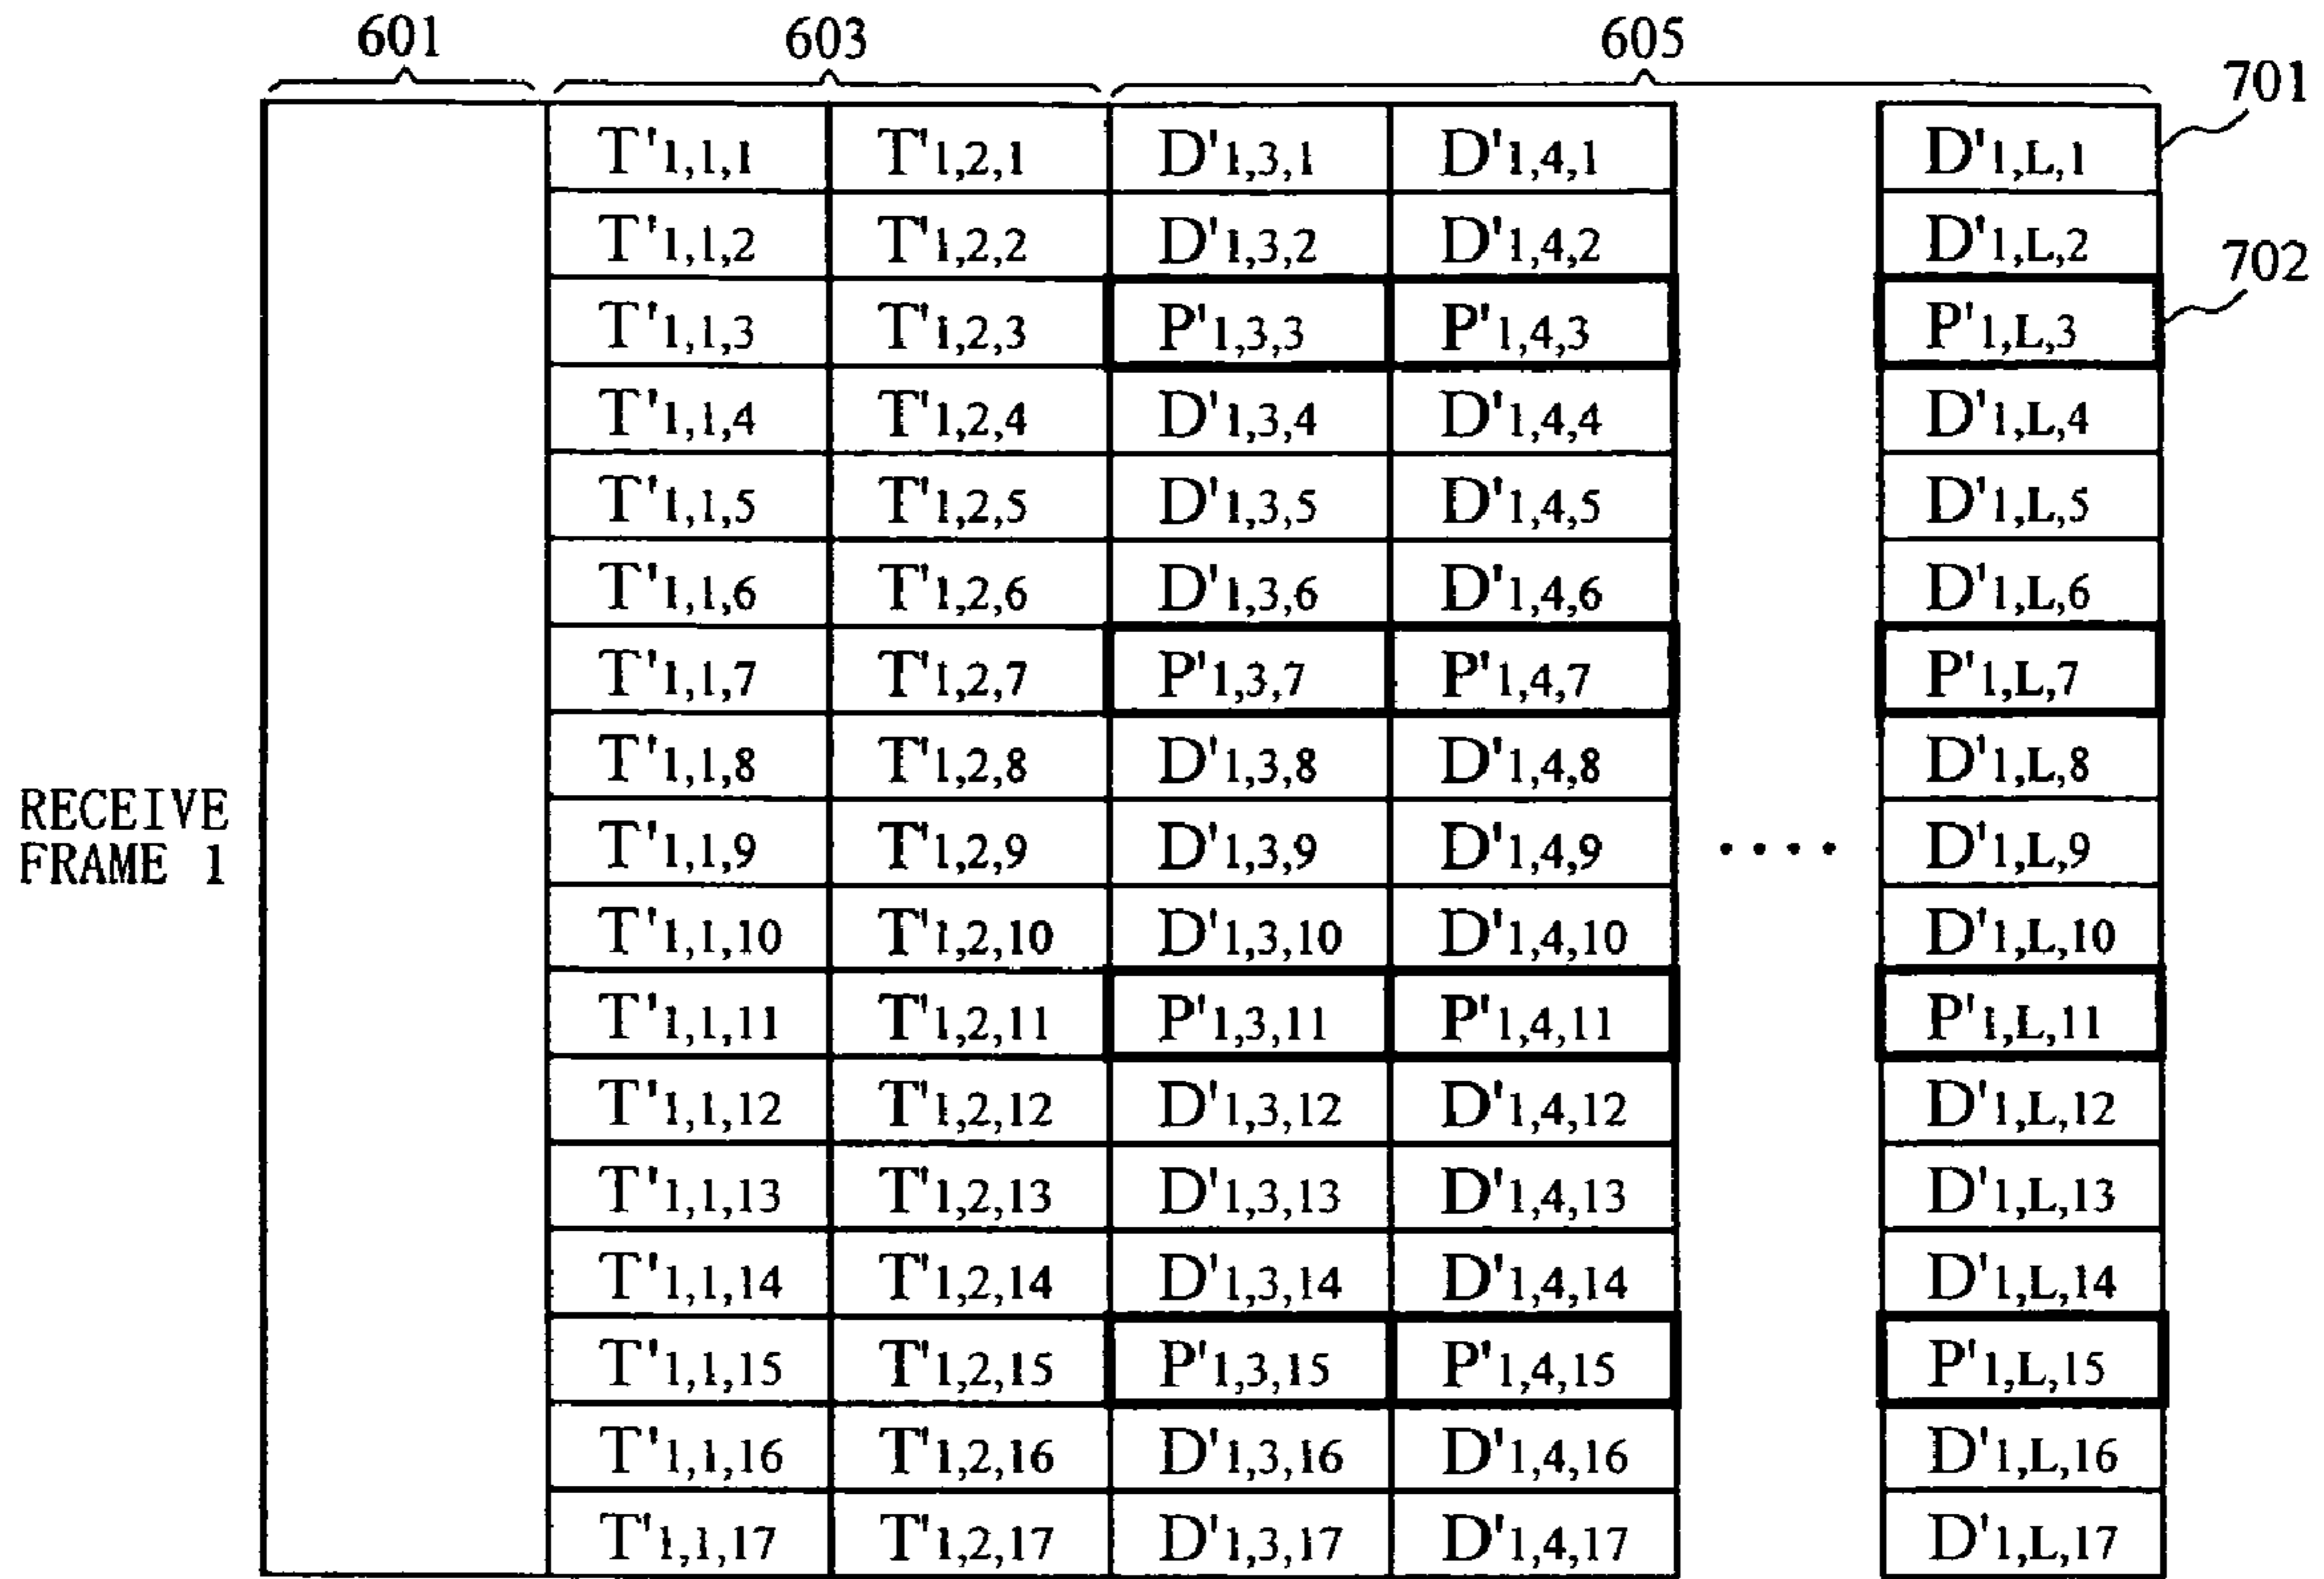 601 603 605
701
T'1,1,1 T'1,2,1 D'1,3,1 D'1,4,1 D'1,L,1
T'1,1,2 T'1,2,2 D'1,3,2 D'1,4,2 D'1,L,2
702
T'1,1,3 T'1,2,3 P'1,3,3 P'1,4,3 P'1,L,3
T'1,1,4 T'1,2,4 D'1,3,4 D'1,4,4 D'1,L,4
T'1,1,5 T'1,2,5 D'1,3,5 D'1,4,5 D'1,L,5
T'1,1,6 T'1,2,6 D'1,3,6 D'1,4,6 D'1,L,6
T'1,1,7 T'1,2,7 P'1,3,7 P'1,4,7 P'1,L,7
T'1,1,8 T'1,2,8 D'1,3,8 D'1,4,8 D'1,L,8
RECEIVE
FRAME 1
T'1,1,9 T'1,2,9 D'1,3,9 D'1,4,9 .... D'1,L,9
T'1,1,10 T'1,2,10 D'1,3,10 D'1,4,10 D'1,L,10
T'1,1,11 T'1,2,11 P'1,3,11 P'1,4,11 P'1,L,11
T'1,1,12 T'1,2,12 D'1,3,12 D'1,4,12 D'1,L,12
T'1,1,13 T'1,2,13 D'1,3,13 D'1,4,13 D'1,L,13
T'1,1,14 T'1,2,14 D'1,3,14 D'1,4,14 D'1,L,14
T'1,1,15 T'1,2,15 P'1,3,15 P'1,4,15 P'1,L,15
T'1,1,16 T'1,2,16 D'1,3,16 D'1,4,16 D'1,L,16
T'1,1,17 T'1,2,17 D'1,3,17 D'1,4,17 D'1,L,17